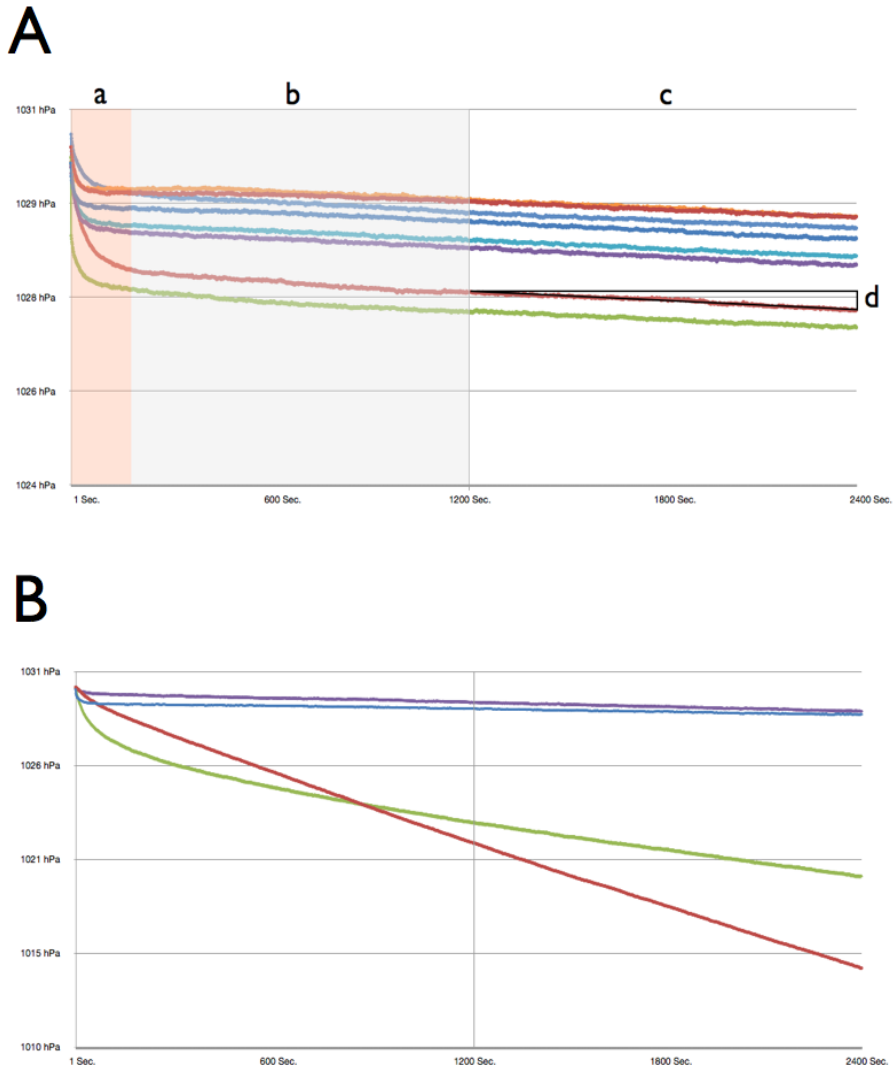 A
a b c
1031 hPa
1029 hPa
1028 hPa
d
1026 hPa
1024 hPa
1 Sec. 600 Sec. 1200 Sec. 1800 Sec. 2400 Sec.
B
1031 hPa
1026 hPa
1021 hPa
1015 hPa
1010 hPa
1 Sec. 600 Sec. 1200 Sec. 1800 Sec. 2400 Sec.